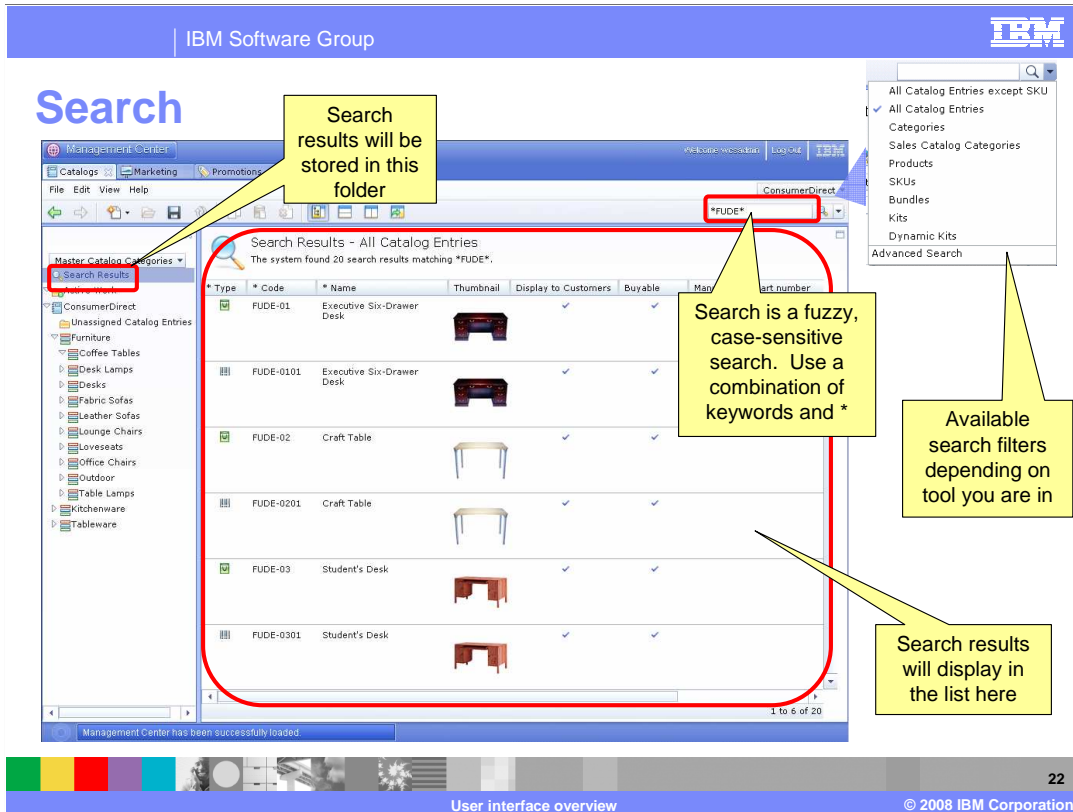 IBM Software Group
IBM
Search
Search
results will be
stored in this
folder
All Catalog Entries except SKU
All Catalog Entries
Categories
Sales Catalog Categories
Products
SKUs
Bundles
Kits
Dynamic Kits
Advanced Search
Management Center
Welcome wcsadmin
Log Out
IBM
Catalogs
Marketing
Promotions
File Edit View Help
ConsumerDirect
*FUDE*
Master Catalog Categories
Search Results
Active Work
ConsumerDirect
Unassigned Catalog Entries
Furniture
Coffee Tables
Desk Lamps
Desks
Fabric Sofas
Leather Sofas
Lounge Chairs
Loveseats
Office Chairs
Outdoor
Table Lamps
Kitchenware
Tableware
Search Results - All Catalog Entries
The system found 20 search results matching *FUDE*.
* Type * Code * Name Thumbnail Display to Customers Buyable
FUDE-01 Executive Six-Drawer
Desk
FUDE-0101 Executive Six-Drawer
Desk
FUDE-02 Craft Table
FUDE-0201 Craft Table
FUDE-03 Student's Desk
FUDE-0301 Student's Desk
1 to 6 of 20
Search is a fuzzy,
case-sensitive
search. Use a
combination of
keywords and *
Available
search filters
depending on
tool you are in
Search results
will display in
the list here
Management Center has been successfully loaded.
22
User interface overview
© 2008 IBM Corporation